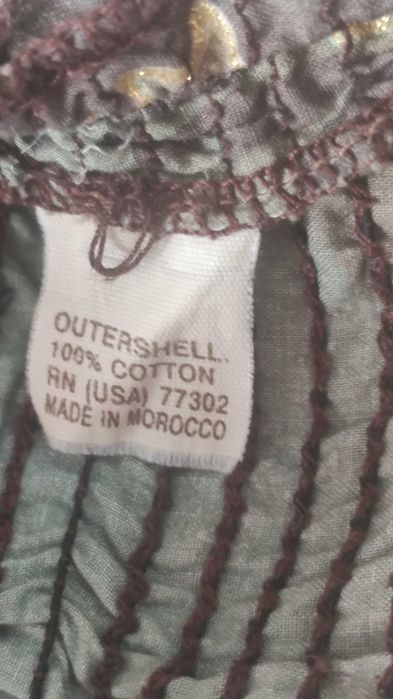 OUTERSHELL.
100% COTTON
RN (USA) 77302
MADE IN MOROCCO